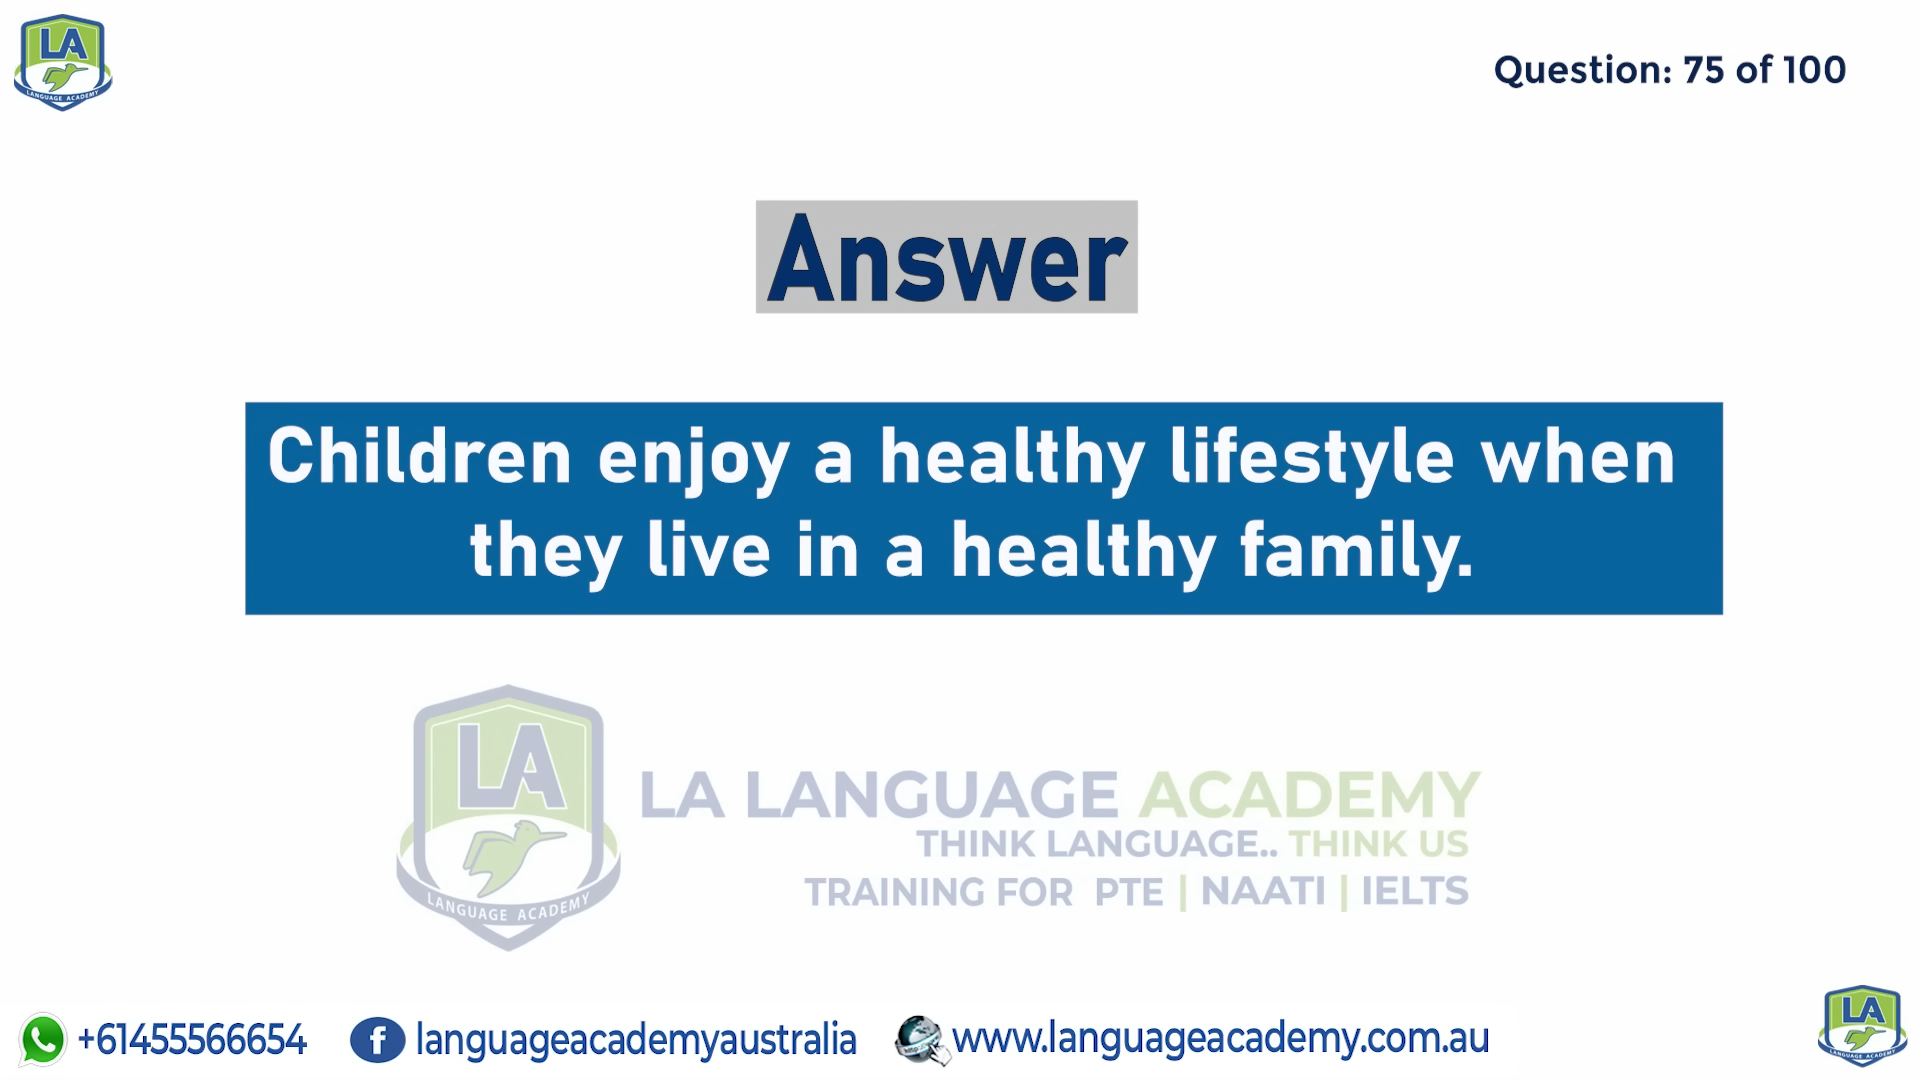 LA
LANGUAGE ACADEMY
Question: 75 of 100
Answer
Children enjoy a healthy lifestyle when
they live in a healthy family.
LA
LANGUAGE ACADEMY
LA LANGUAGE ACADEMY
THINK LANGUAGE.. THINK US
TRAINING FOR PTE | NAATI | IELTS
+61455566654
languageacademyaustralia
www.languageacademy.com.au
LA
LANGUAGE ACADEMY